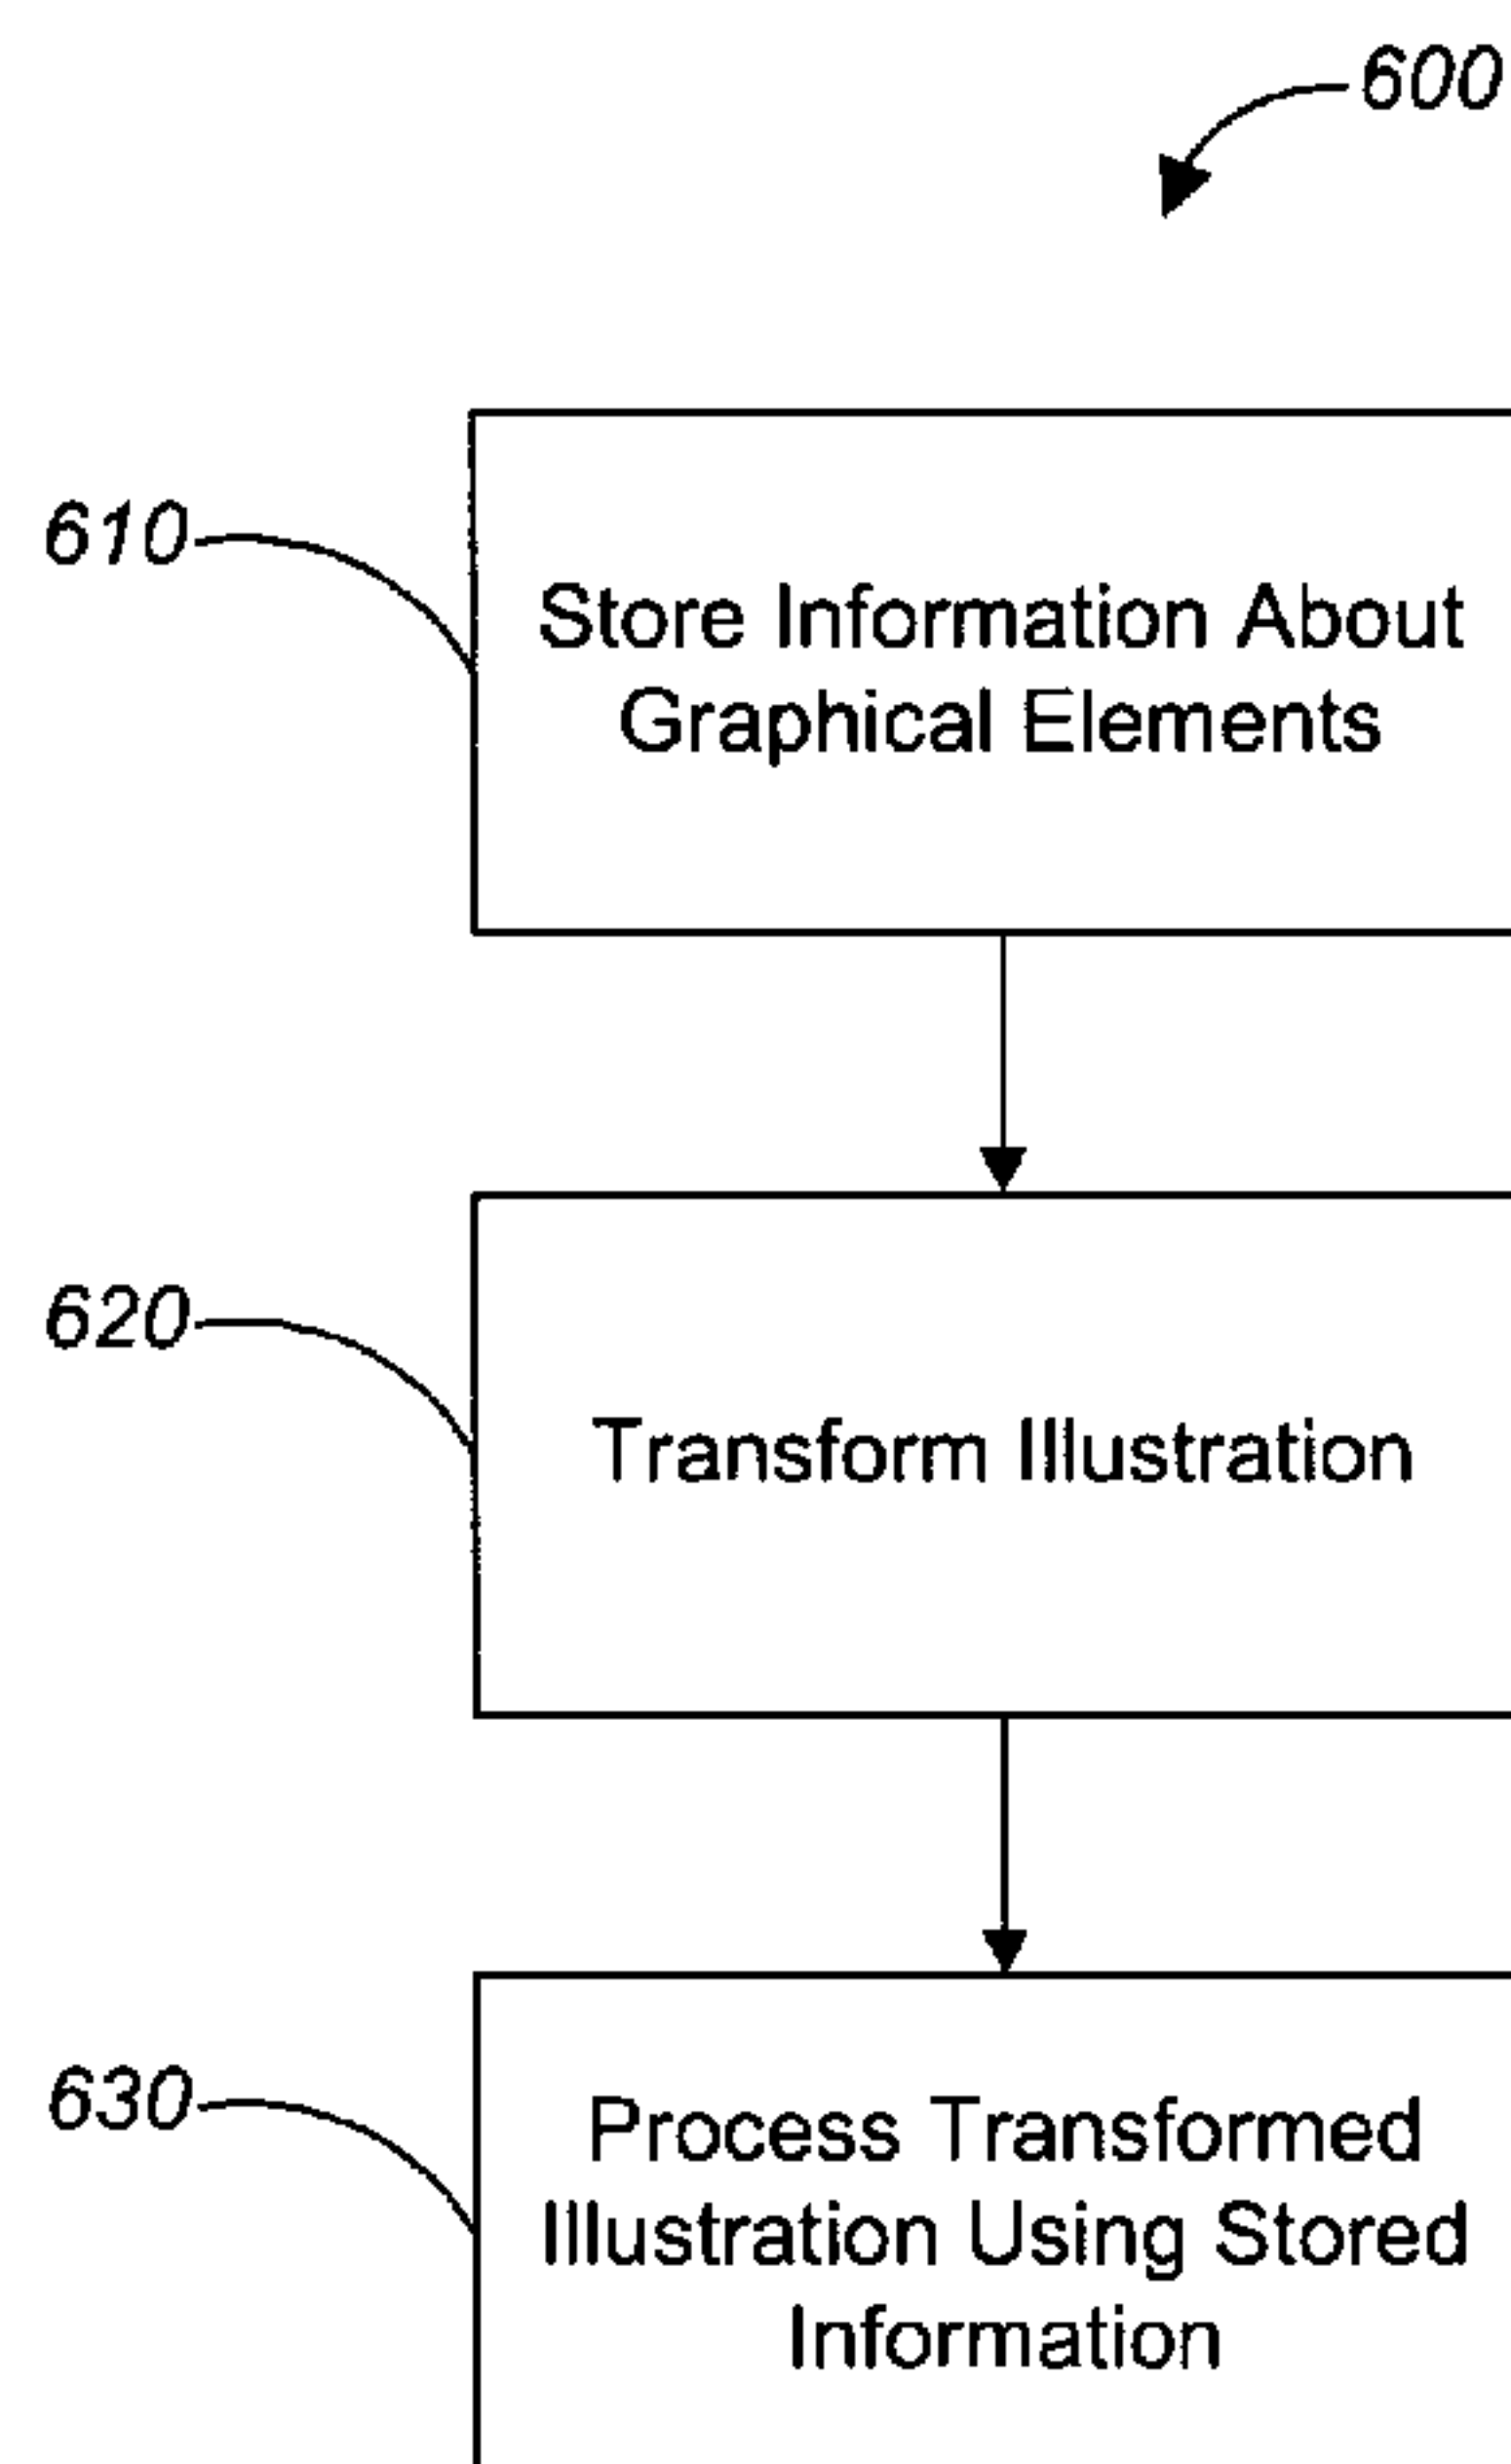 600
610
Store Information About
Graphical Elements
620
Transform Illustration
630
Process Transformed
Illustration Using Stored
Information